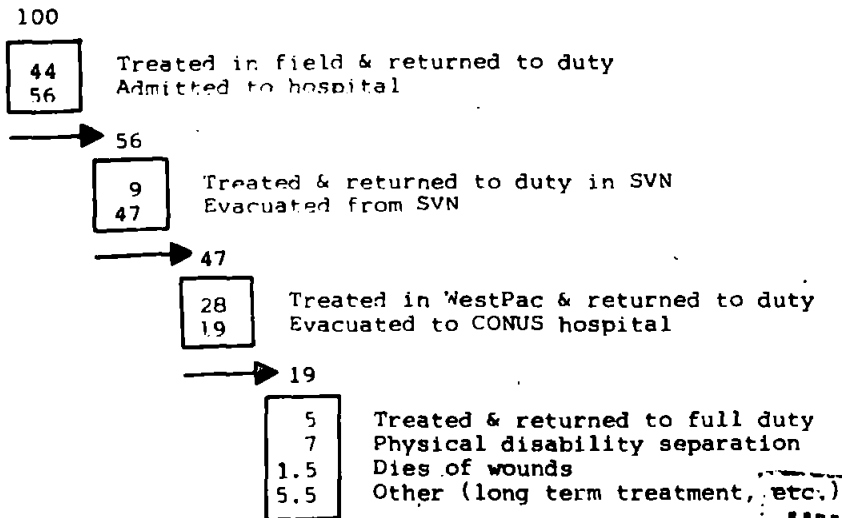 100
44 Treated in field & returned to duty
56 Admitted to hospital
56
9 Treated & returned to duty in SVN
47 Evacuated from SVN
47
28 Treated in WestPac & returned to duty
19 Evacuated to CONUS hospital
19
5 Treated & returned to full duty
7 Physical disability separation
1.5 Dies of wounds
5.5 Other (long term treatment, etc.)